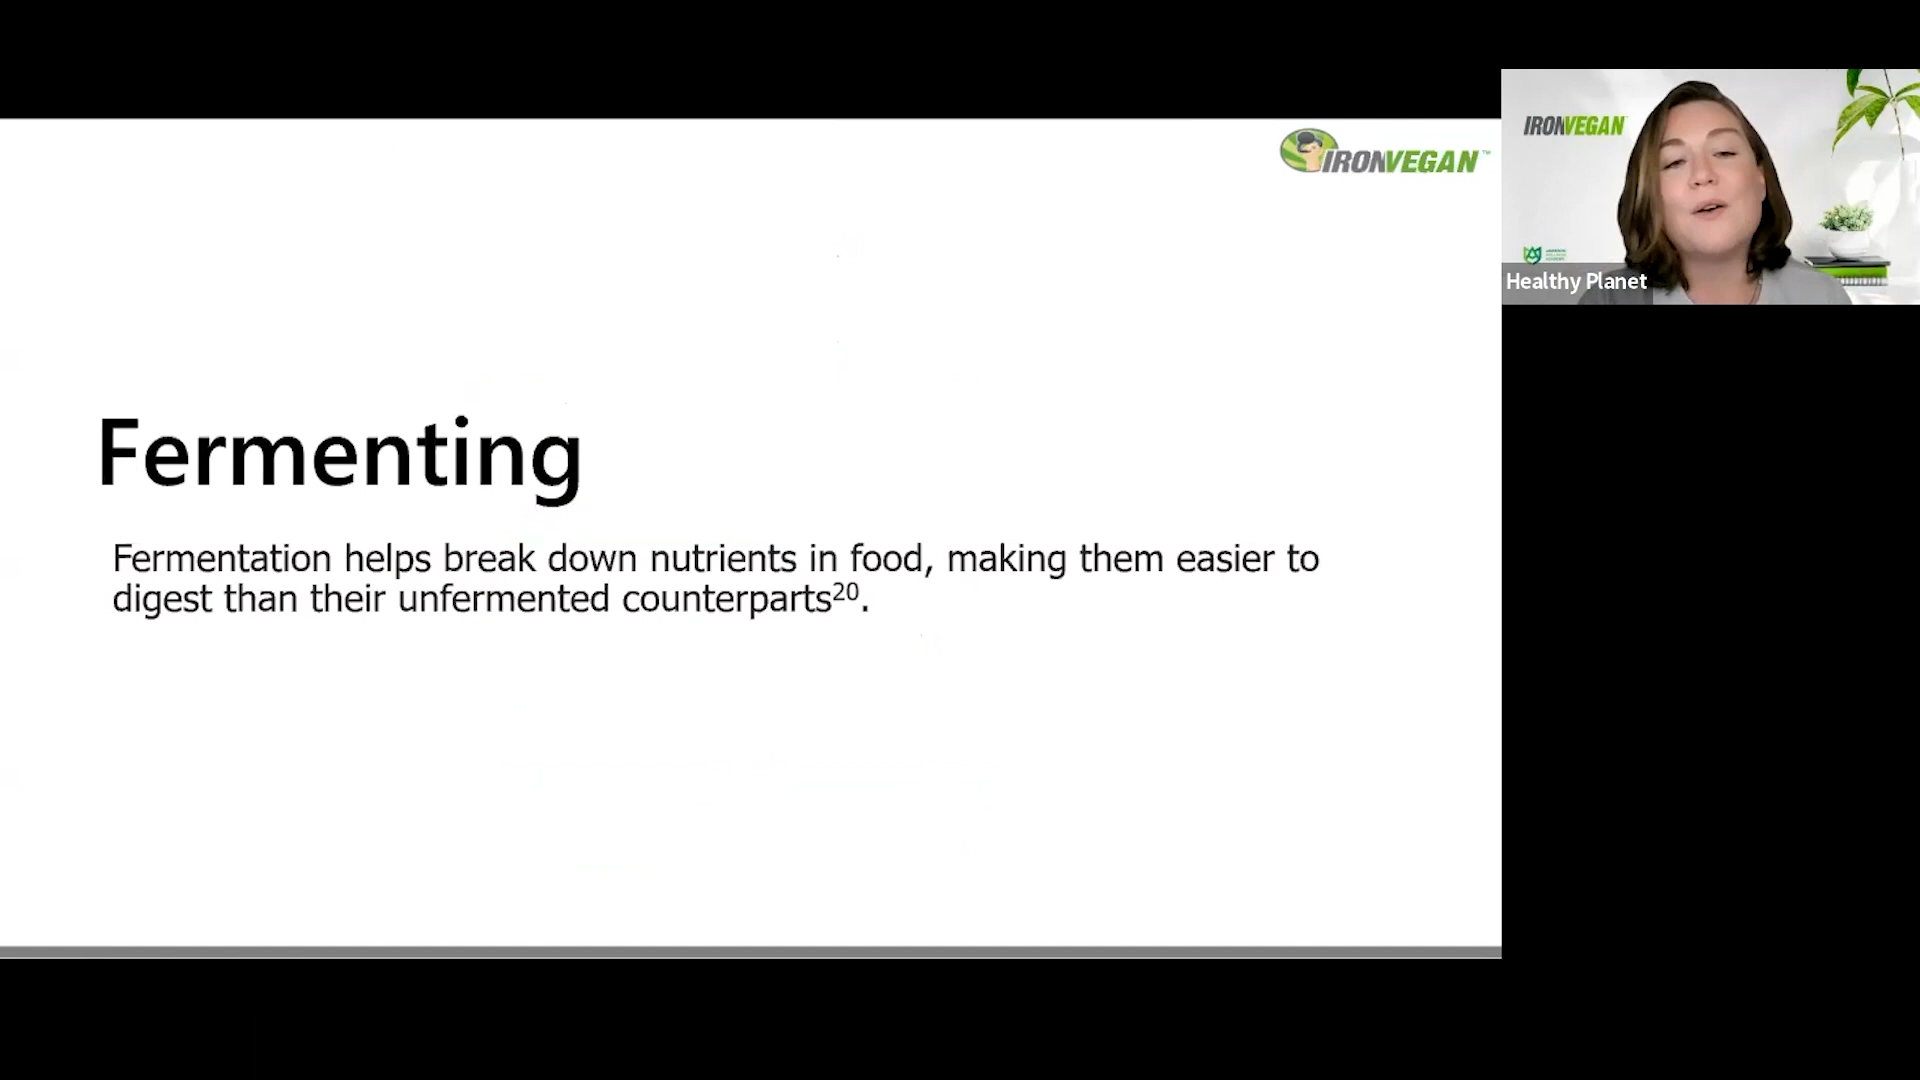 IRONVEGAN™
IRONVEGAN
Healthy Planet
Fermenting
Fermentation helps break down nutrients in food, making them easier to
digest than their unfermented counterparts²⁰.